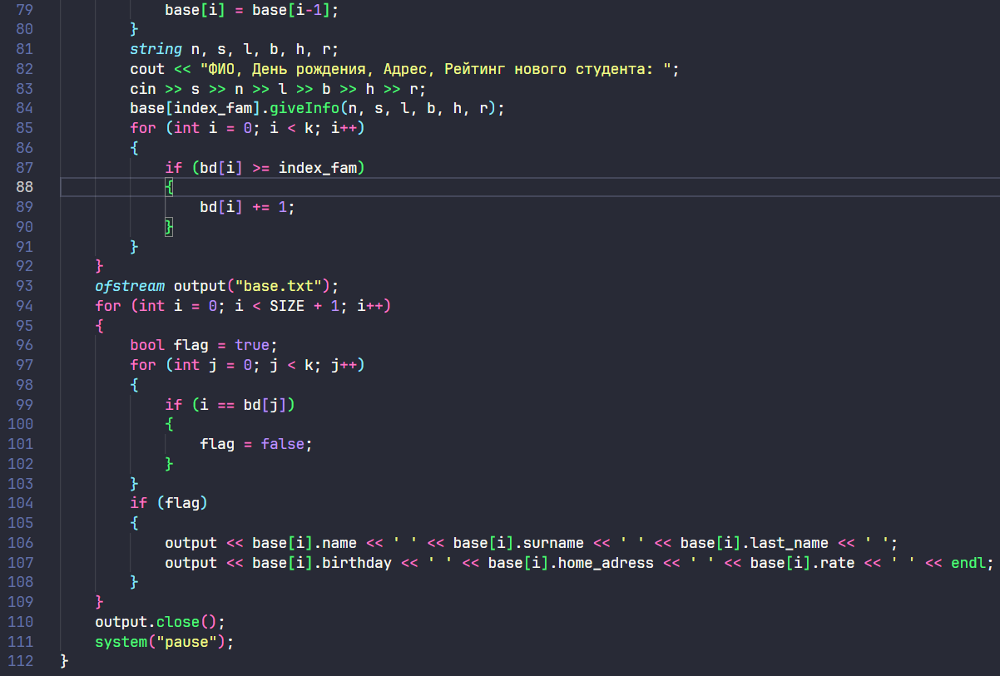 79 base[i] = base[i-1];
80 }
81 string n, s, l, b, h, r;
82 cout << "ФИО, День рождения, Адрес, Рейтинг нового студента: ";
83 cin >> s >> n >> l >> b >> h >> r;
84 base[index_fam].giveInfo(n, s, l, b, h, r);
85 for (int i = 0; i < k; i++)
86 {
87 if (bd[i] >= index_fam)
88 {
89 bd[i] += 1;
90 }
91 }
92 }
93 ofstream output("base.txt");
94 for (int i = 0; i < SIZE + 1; i++)
95 {
96 bool flag = true;
97 for (int j = 0; j < k; j++)
98 {
99 if (i == bd[j])
100 {
101 flag = false;
102 }
103 }
104 if (flag)
105 {
106 output << base[i].name << ' ' << base[i].surname << ' ' << base[i].last_name << ' ';
107 output << base[i].birthday << ' ' << base[i].home_adress << ' ' << base[i].rate << ' ' << endl;
108 }
109 }
110 output.close();
111 system("pause");
112 }